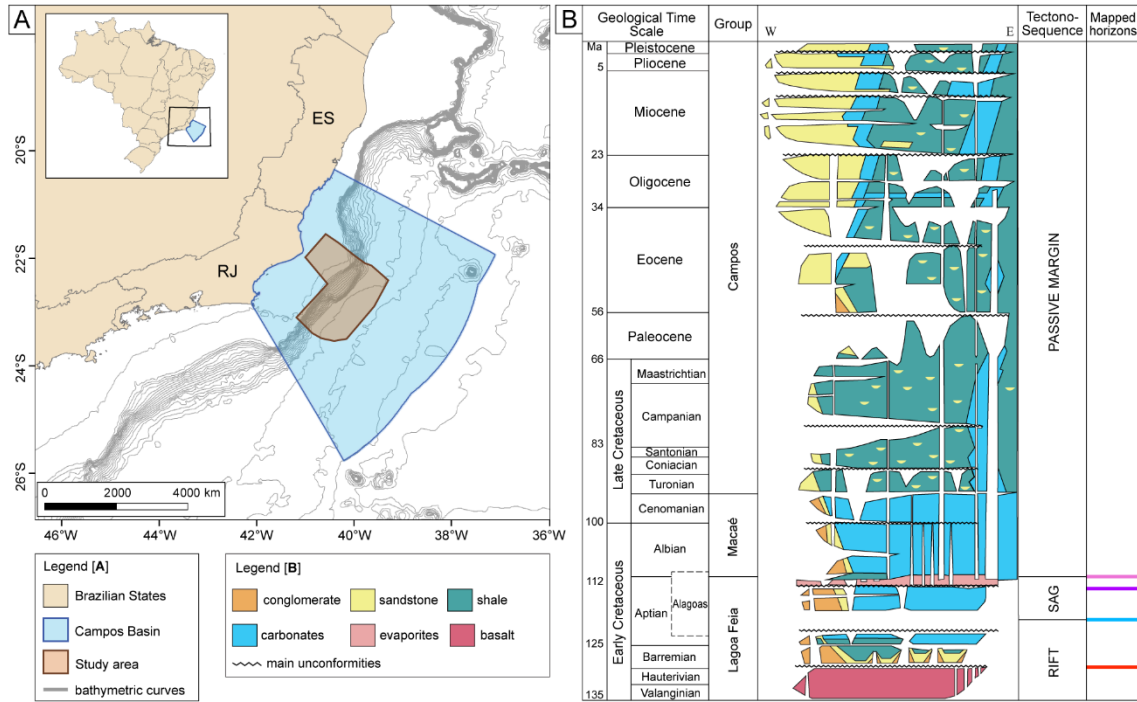 A
ES
RJ
20°S
22°S
24°S
26°S
0 2000 4000 km
46°W 44°W 42°W 40°W 38°W 36°W
Legend [A]
Brazilian States
Campos Basin
Study area
bathymetric curves
Legend [B]
conglomerate sandstone shale
carbonates evaporites basalt
main unconformities
B
Geological Time Scale
Group
W
E
Tectono-Sequence
Mapped horizons
Ma
Pleistocene
5
Pliocene
Miocene
23
Oligocene
34
Eocene
56
Paleocene
66
Late Cretaceous
Maastrichtian
Campanian
83
Santonian
Coniacian
Turonian
Cenomanian
100
Early Cretaceous
Albian
112
Aptian
Alagoas
125
Barremian
Hauterivian
135
Valanginian
Campos
Macaé
Lagoa Feia
PASSIVE MARGIN
SAG
RIFT